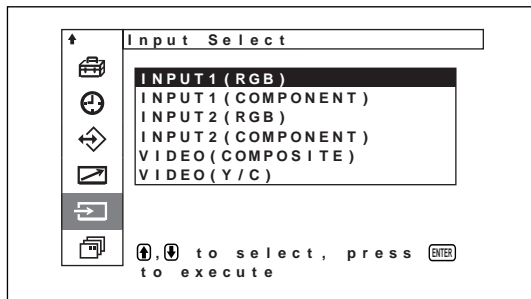 Input Select
INPUT1(RGB)
INPUT1(COMPONENT)
INPUT2(RGB)
INPUT2(COMPONENT)
VIDEO(COMPOSITE)
VIDEO(Y/C)
↑,↓ to select, press ENTER
to execute